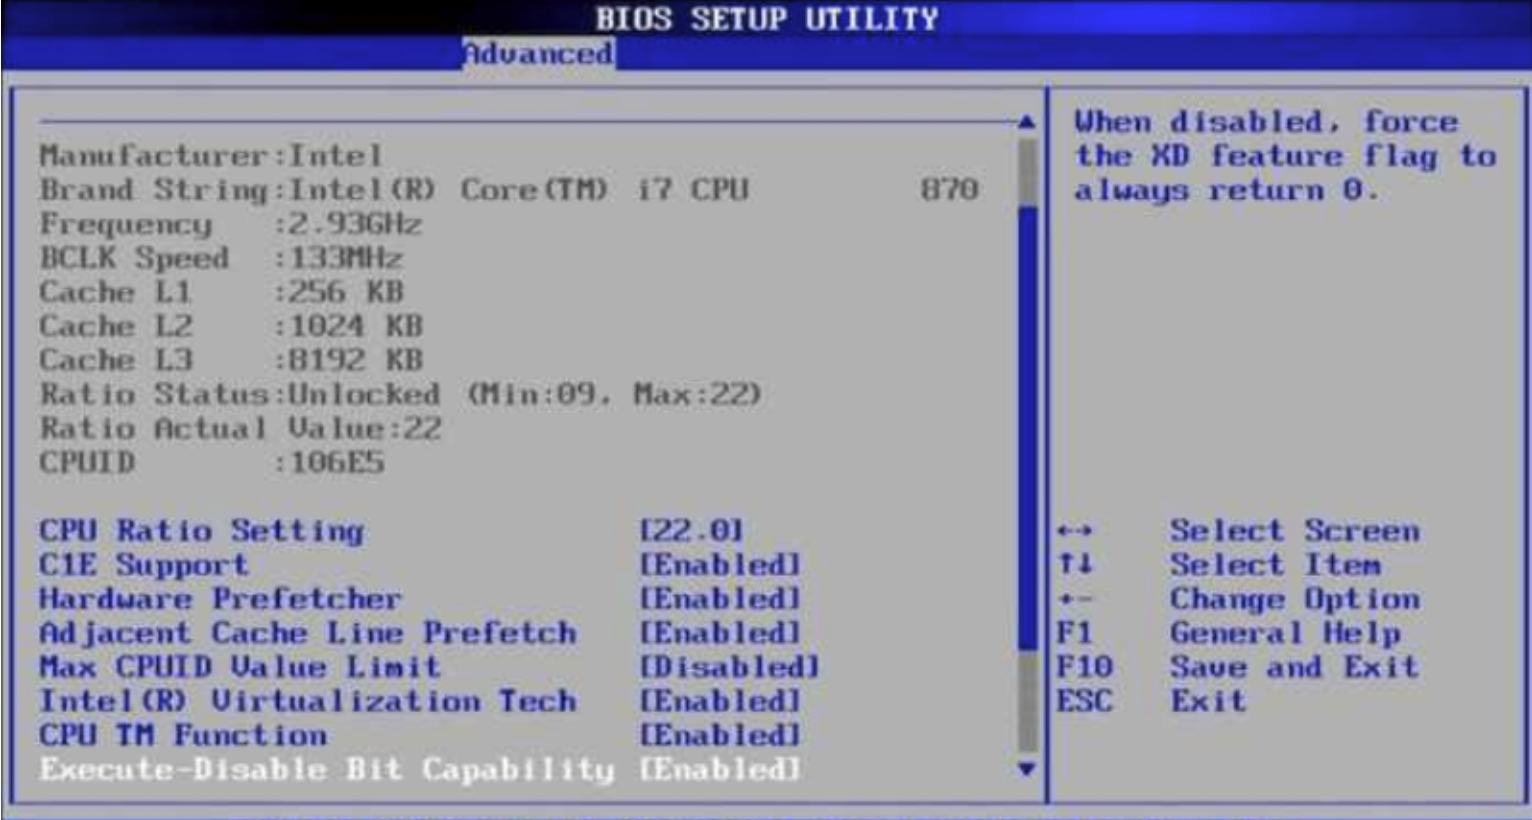 BIOS SETUP UTILITY
Advanced
Manufacturer:Intel
Brand String:Intel(R) Core(TM) i7 CPU 870
Frequency :2.93GHz
BCLK Speed :133MHz
Cache L1 :256 KB
Cache L2 :1024 KB
Cache L3 :8192 KB
Ratio Status:Unlocked (Min:09, Max:22)
Ratio Actual Value:22
CPUID :106E5
CPU Ratio Setting [22.0]
C1E Support [Enabled]
Hardware Prefetcher [Enabled]
Adjacent Cache Line Prefetch [Enabled]
Max CPUID Value Limit [Disabled]
Intel(R) Virtualization Tech [Enabled]
CPU TM Function [Enabled]
Execute-Disable Bit Capability [Enabled]
When disabled, force
the XD feature flag to
always return 0.
↔ Select Screen
↑↓ Select Item
+- Change Option
F1 General Help
F10 Save and Exit
ESC Exit